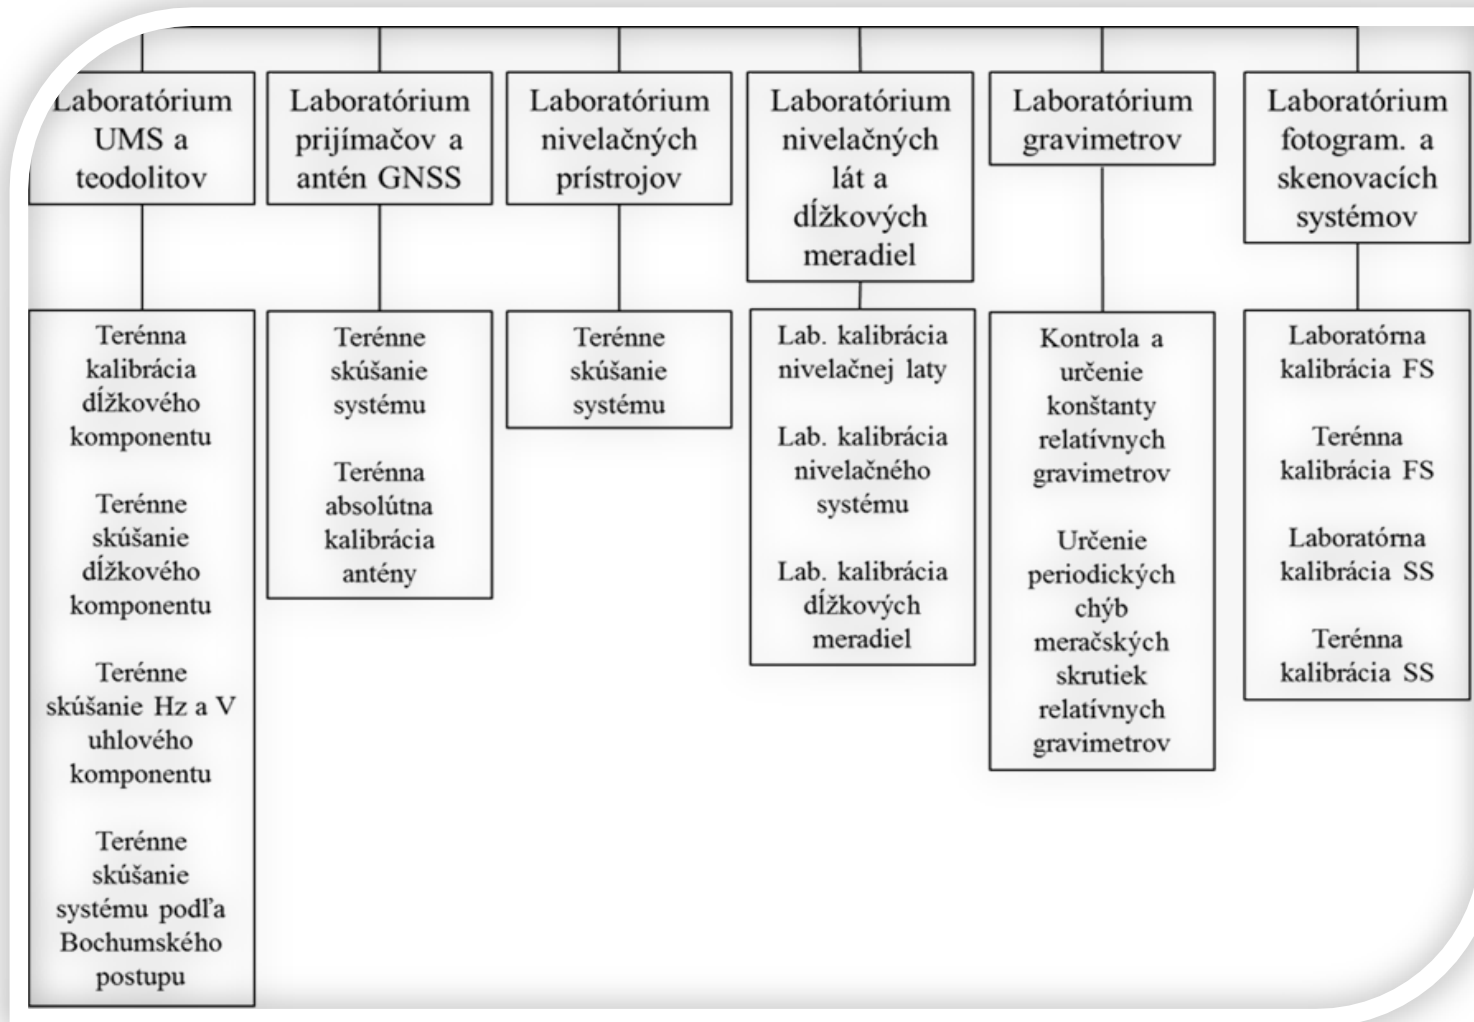 Laboratórium
UMS a
teodolitov
Laboratórium
prijímačov a
antén GNSS
Laboratórium
nivelačných
prístrojov
Laboratórium
nivelačných
lát a
dĺžkových
meradiel
Laboratórium
gravimetrov
Laboratórium
fotogram. a
skenovacích
systémov
Terénna
kalibrácia
dĺžkového
komponentu
Terénne
skúšanie
dĺžkového
komponentu
Terénne
skúšanie Hz a V
uhlového
komponentu
Terénne
skúšanie
systému podľa
Bochumského
postupu
Terénne
skúšanie
systému
Terénna
absolútna
kalibrácia
antény
Terénne
skúšanie
systému
Lab. kalibrácia
nivelačnej laty
Lab. kalibrácia
nivelačného
systému
Lab. kalibrácia
dĺžkových
meradiel
Kontrola a
určenie
konštanty
relatívnych
gravimetrov
Určenie
periodických
chýb
meračských
skrutiek
relatívnych
gravimetrov
Laboratórna
kalibrácia FS
Terénna
kalibrácia FS
Laboratórna
kalibrácia SS
Terénna
kalibrácia SS